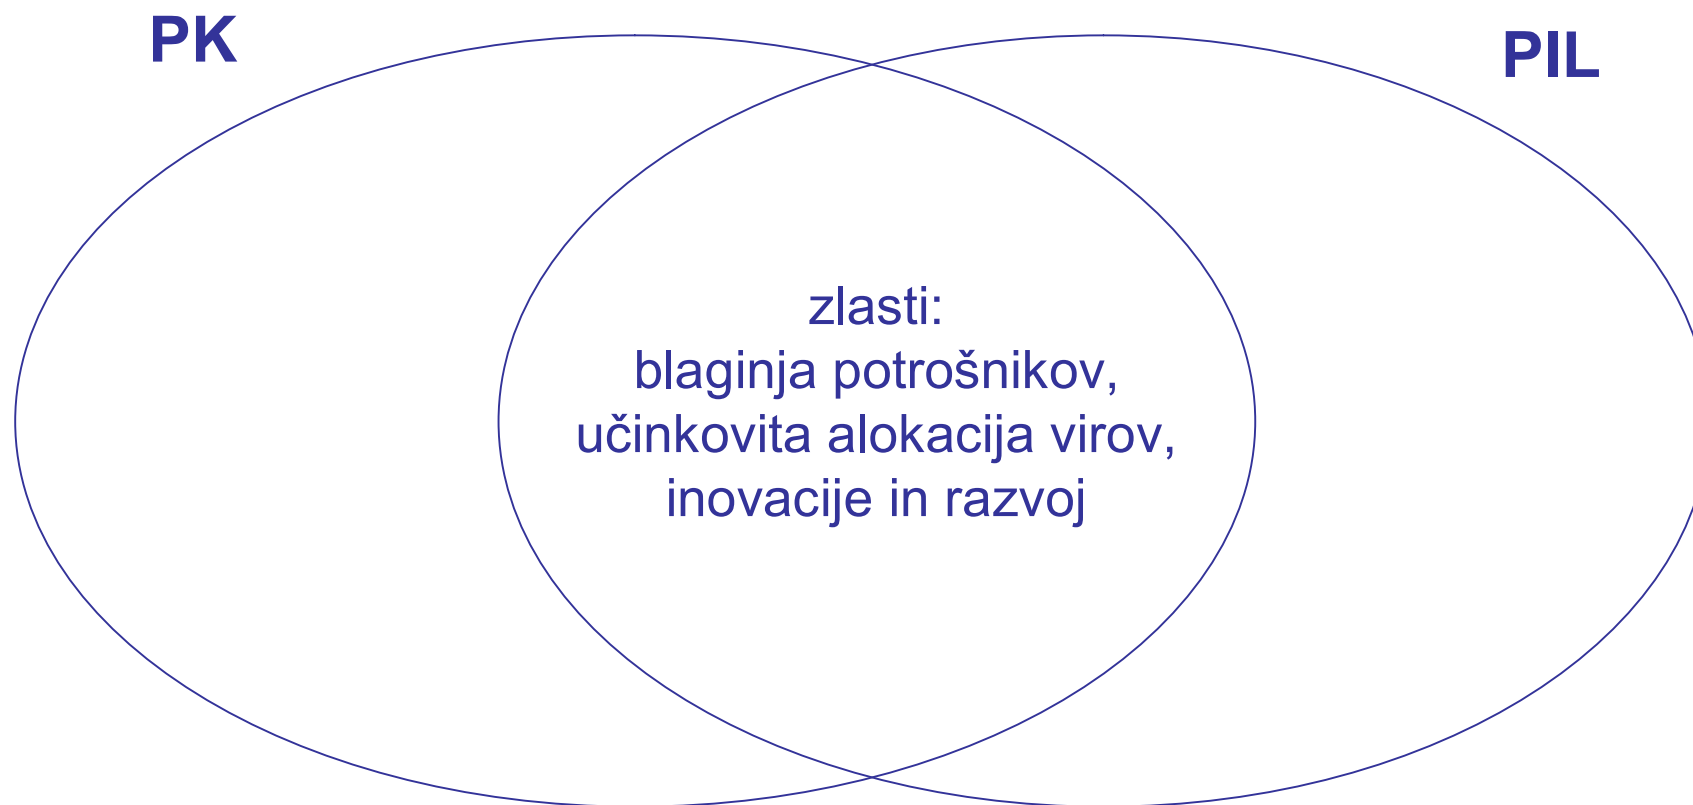 PK
PIL
zlasti:
blaginja potrošnikov,
učinkovita alokacija virov,
inovacije in razvoj